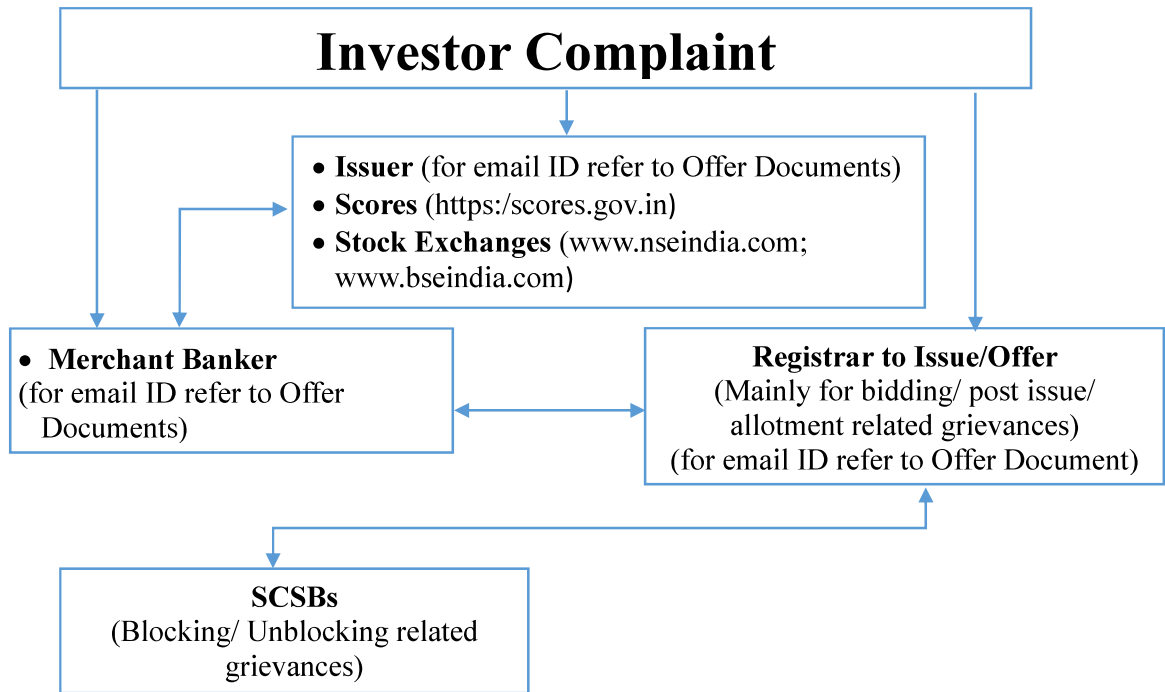 Investor Complaint
• Issuer (for email ID refer to Offer Documents)
• Scores (https:/scores.gov.in)
• Stock Exchanges (www.nseindia.com;
www.bseindia.com)
• Merchant Banker
(for email ID refer to Offer
Documents)
Registrar to Issue/Offer
(Mainly for bidding/ post issue/
allotment related grievances)
(for email ID refer to Offer Document)
SCSBs
(Blocking/ Unblocking related
grievances)